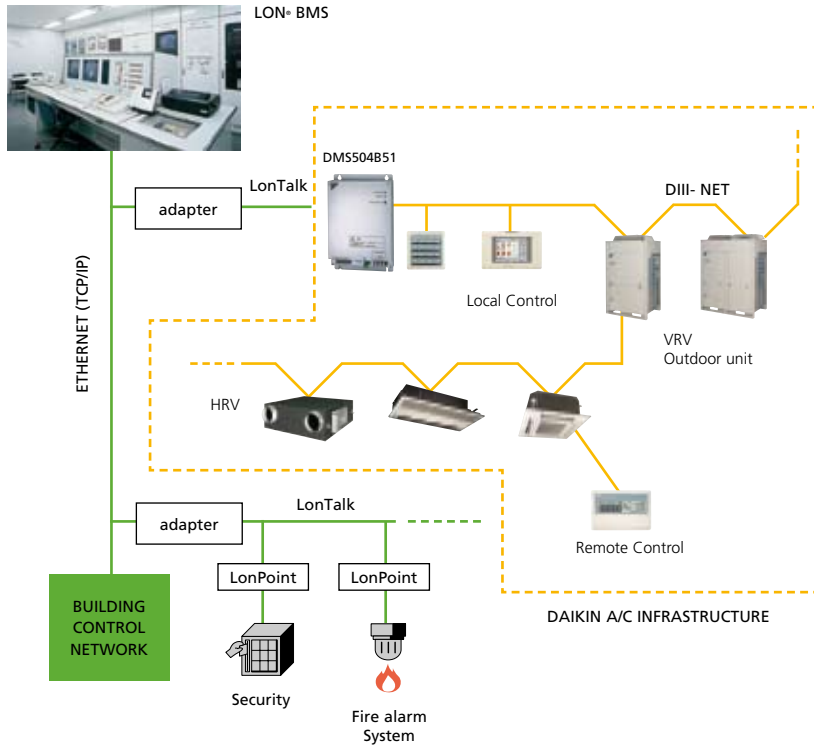 LON® BMS
DMS504B51
LonTalk
adapter
DIII- NET
Local Control
VRV
Outdoor unit
ETHERNET (TCP/IP)
HRV
LonTalk
adapter
Remote Control
LonPoint
LonPoint
BUILDING
CONTROL
NETWORK
DAIKIN A/C INFRASTRUCTURE
Security
Fire alarm
System